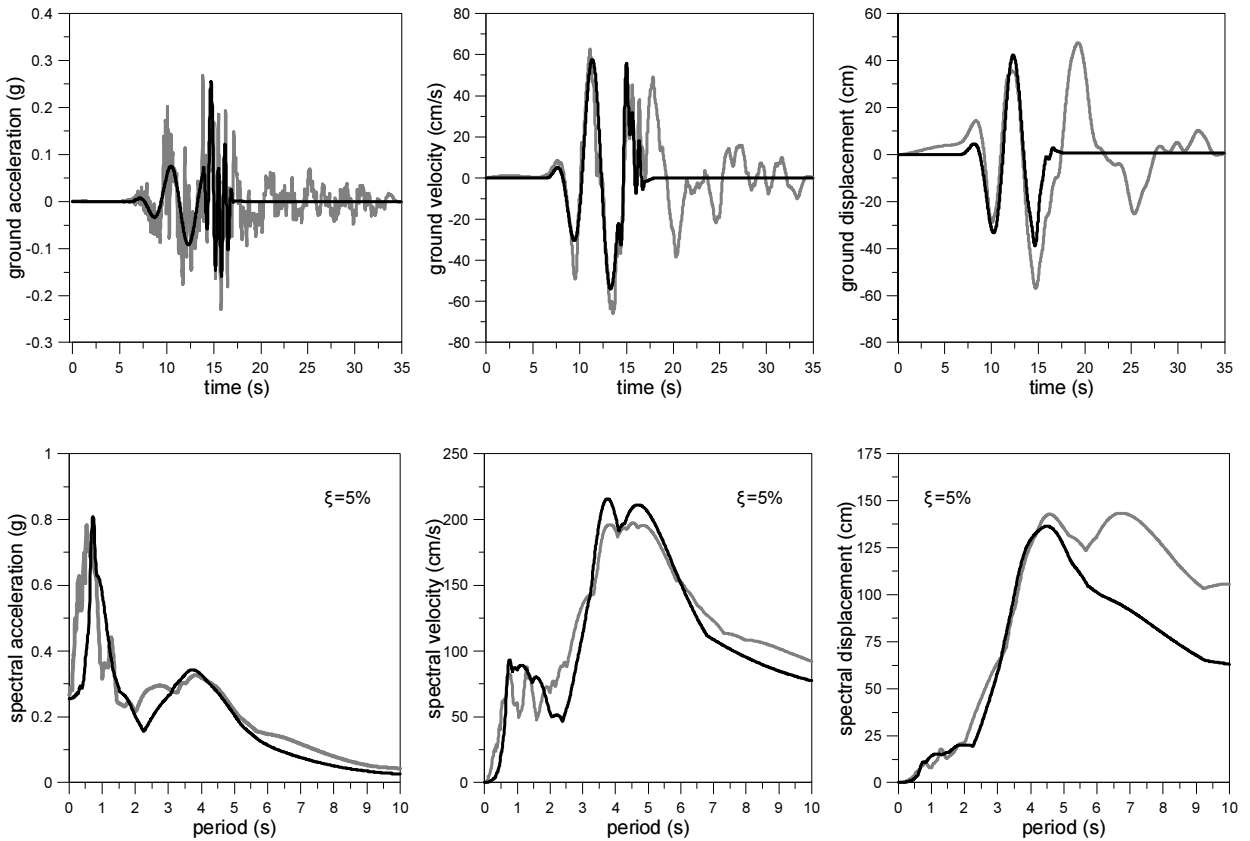 0.4
0.3
0.2
0.1
0
-0.1
-0.2
-0.3
ground acceleration (g)
0 5 10 15 20 25 30 35
time (s)
80
60
40
20
0
-20
-40
-60
-80
ground velocity (cm/s)
0 5 10 15 20 25 30 35
time (s)
60
40
20
0
-20
-40
-60
-80
ground displacement (cm)
0 5 10 15 20 25 30 35
time (s)
1
0.8
0.6
0.4
0.2
0
spectral acceleration (g)
ξ=5%
0 1 2 3 4 5 6 7 8 9 10
period (s)
250
200
150
100
50
0
spectral velocity (cm/s)
ξ=5%
0 1 2 3 4 5 6 7 8 9 10
period (s)
175
150
125
100
75
50
25
0
spectral displacement (cm)
ξ=5%
0 1 2 3 4 5 6 7 8 9 10
period (s)